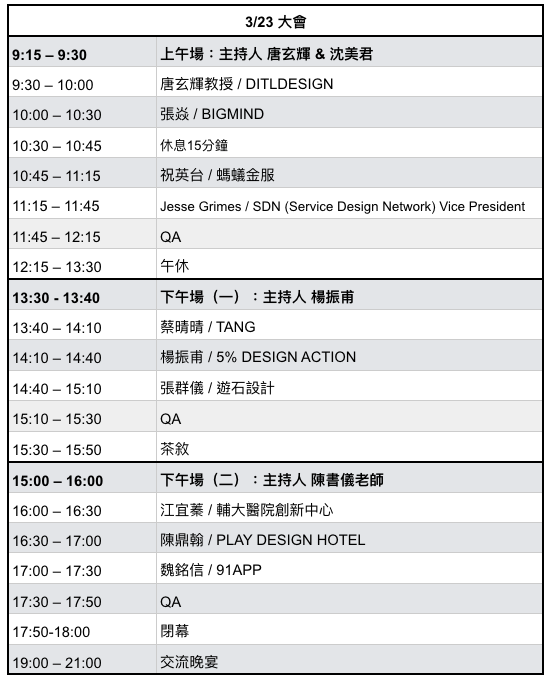 3/23 大會
9:15 – 9:30 上午場：主持人 唐玄輝 & 沈美君
9:30 – 10:00 唐玄輝教授 / DITLDESIGN
10:00 – 10:30 張焱 / BIGMIND
10:30 – 10:45 休息15分鐘
10:45 – 11:15 祝英台 / 螞蟻金服
11:15 – 11:45 Jesse Grimes / SDN (Service Design Network) Vice President
11:45 – 12:15 QA
12:15 – 13:30 午休
13:30 - 13:40 下午場（一）：主持人 楊振甫
13:40 – 14:10 蔡晴晴 / TANG
14:10 – 14:40 楊振甫 / 5% DESIGN ACTION
14:40 – 15:10 張群儀 / 遊石設計
15:10 – 15:30 QA
15:30 – 15:50 茶敘
15:00 – 16:00 下午場（二）：主持人 陳書儀老師
16:00 – 16:30 江宜蓁 / 輔大醫院創新中心
16:30 – 17:00 陳鼎翰 / PLAY DESIGN HOTEL
17:00 – 17:30 魏銘信 / 91APP
17:30 – 17:50 QA
17:50-18:00 閉幕
19:00 – 21:00 交流晚宴